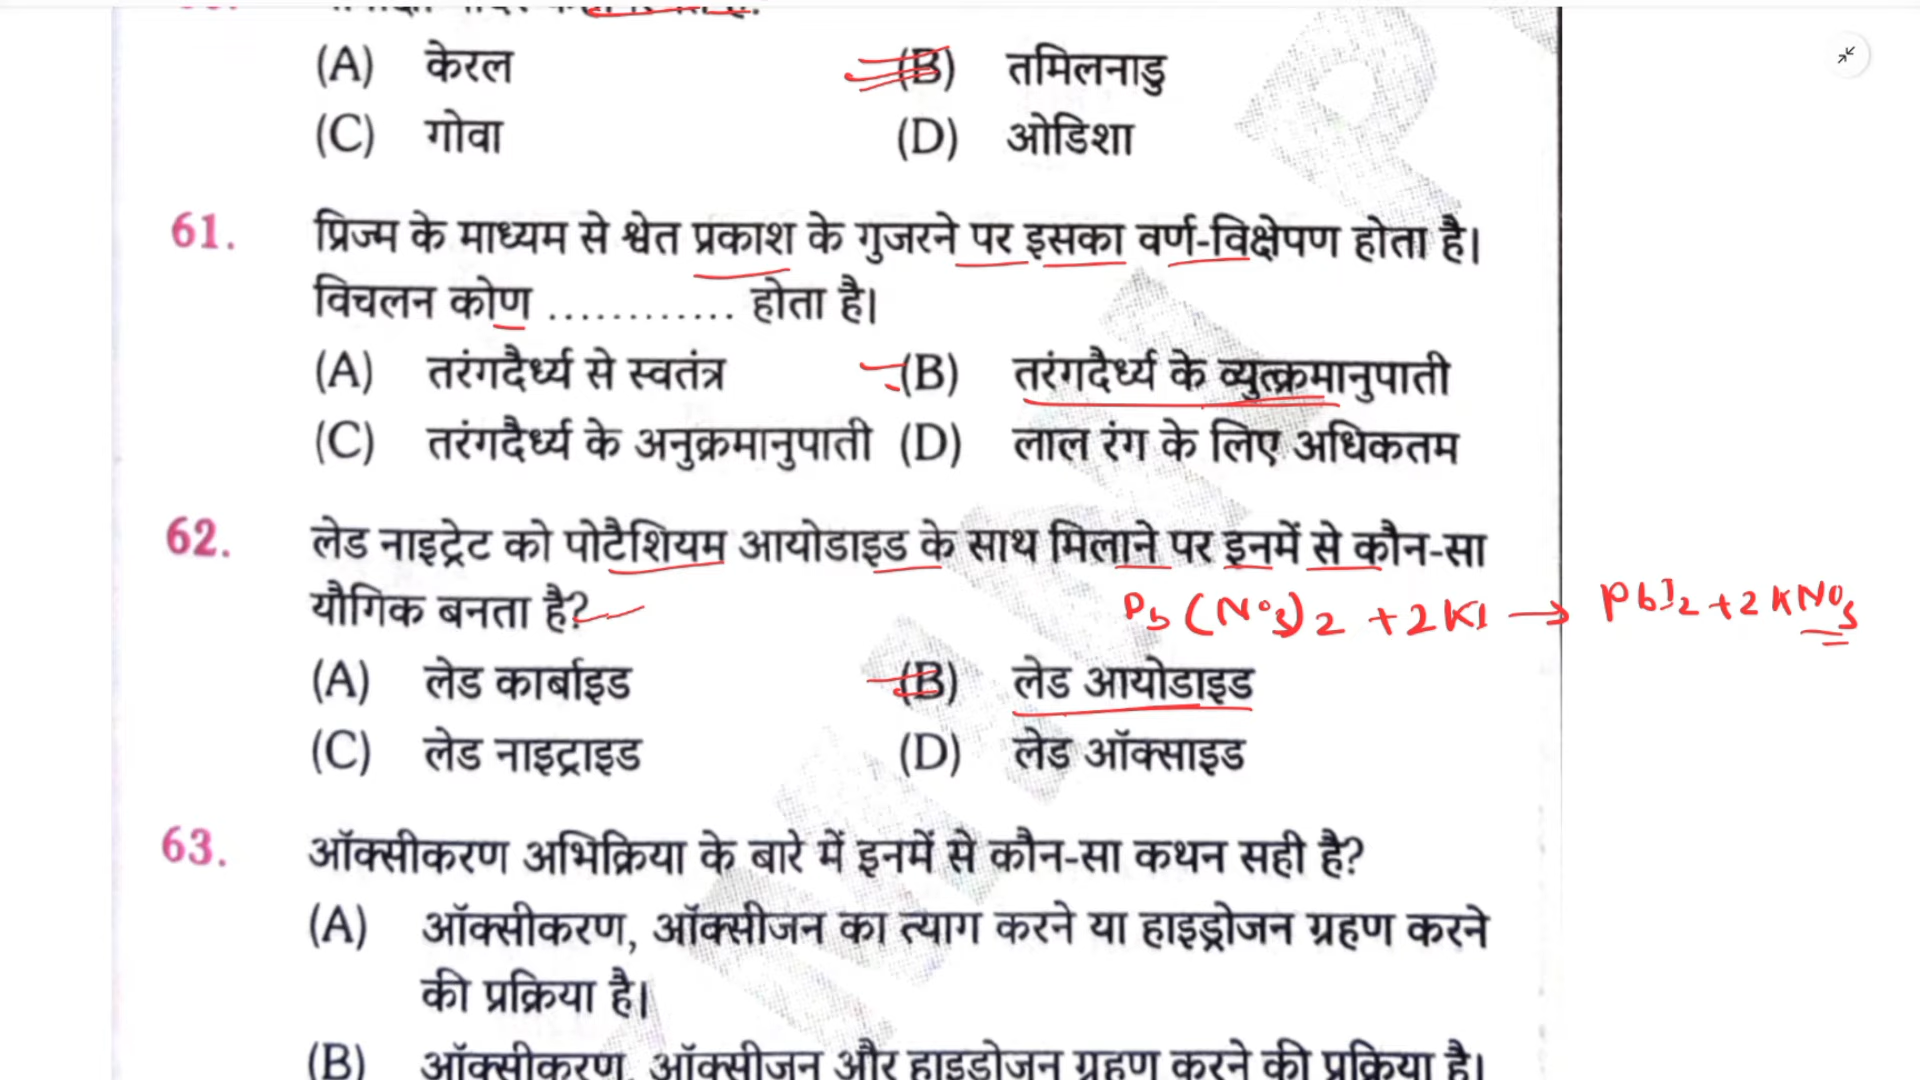 (A) केरल (B) तमिलनाडु
(C) गोवा (D) ओडिशा
61. प्रिज्म के माध्यम से श्वेत प्रकाश के गुजरने पर इसका वर्ण-विक्षेपण होता है।
विचलन कोण ............ होता है।
(A) तरंगदैर्ध्य से स्वतंत्र (B) तरंगदैर्ध्य के व्युत्क्रमानुपाती
(C) तरंगदैर्ध्य के अनुक्रमानुपाती (D) लाल रंग के लिए अधिकतम
62. लेड नाइट्रेट को पोटैशियम आयोडाइड के साथ मिलाने पर इनमें से कौन-सा
यौगिक बनता है?
Pb(NO3)2 + 2KI → PbI2 + 2KNO3
(A) लेड कार्बाइड (B) लेड आयोडाइड
(C) लेड नाइट्राइड (D) लेड ऑक्साइड
63. ऑक्सीकरण अभिक्रिया के बारे में इनमें से कौन-सा कथन सही है?
(A) ऑक्सीकरण, ऑक्सीजन का त्याग करने या हाइड्रोजन ग्रहण करने
की प्रक्रिया है।
(B) ऑक्सीकरण, ऑक्सीजन और हाइड्रोजन ग्रहण करने की प्रक्रिया है।